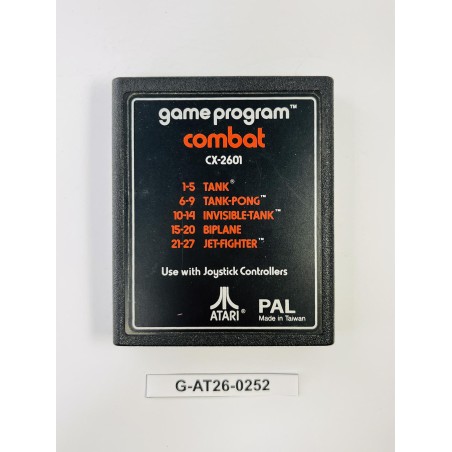 game program™
combat
CX-2601
1-5 TANK®
6-9 TANK-PONG™
10-14 INVISIBLE-TANK™
15-20 BIPLANE
21-27 JET-FIGHTER™
Use with Joystick Controllers
ATARI®
PAL
Made in Taiwan
G-AT26-0252